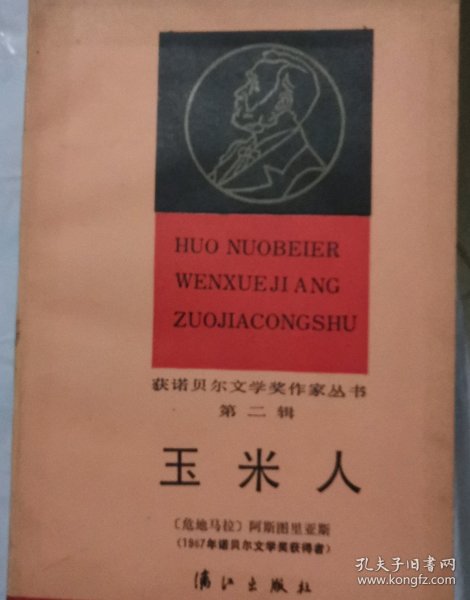 HUO NUOBEIER
WENXUEJIANG
ZUOJIACONGSHU
获诺贝尔文学奖作家丛书
第二辑
玉米人
〔危地马拉〕阿斯图里亚斯
(1967年诺贝尔文学奖获得者)
漓江出版社
孔夫子旧书网
www.kongfz.com